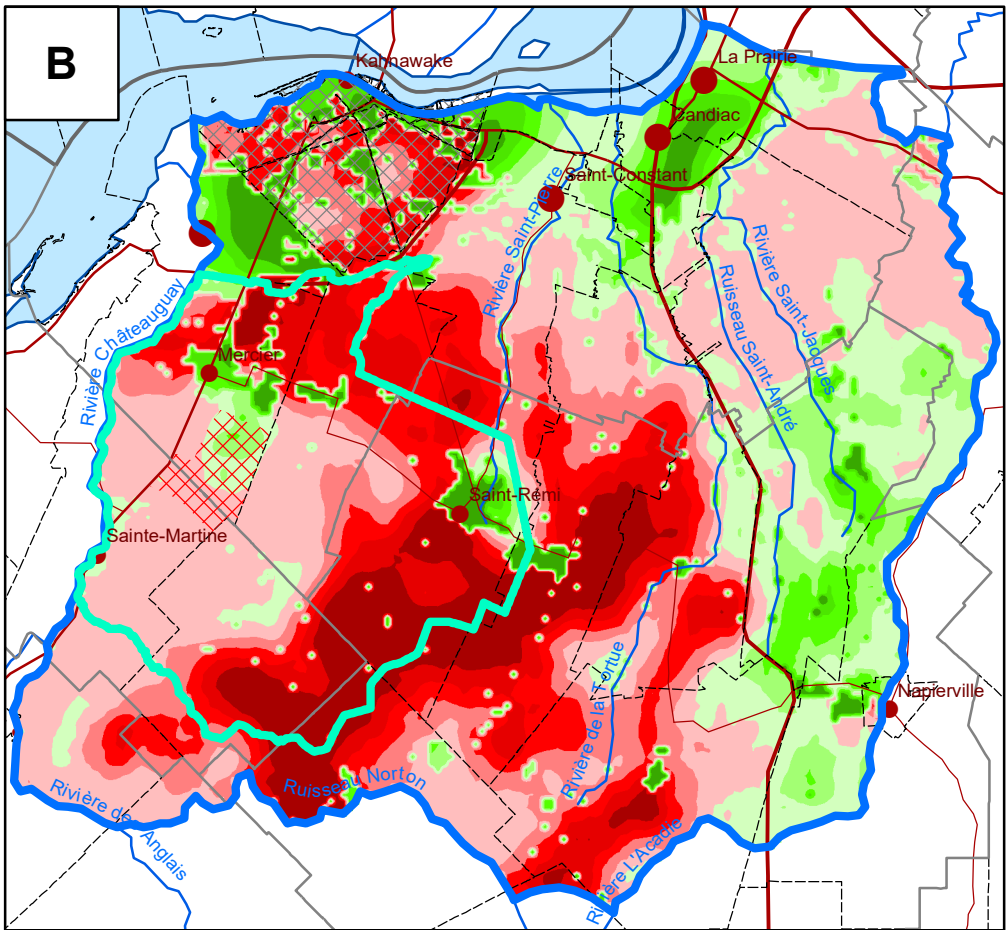 B
Kahnawake
La Prairie
Candiac
Saint-Constant
Rivière Saint-Pierre
Rivière Saint-Jacques
Ruisseau Saint-André
Rivière Châteauguay
Mercier
Saint-Rémi
Sainte-Martine
Rivière de la Tortue
Napierville
Ruisseau Norton
Rivière des Anglais
Rivière L'Acadie